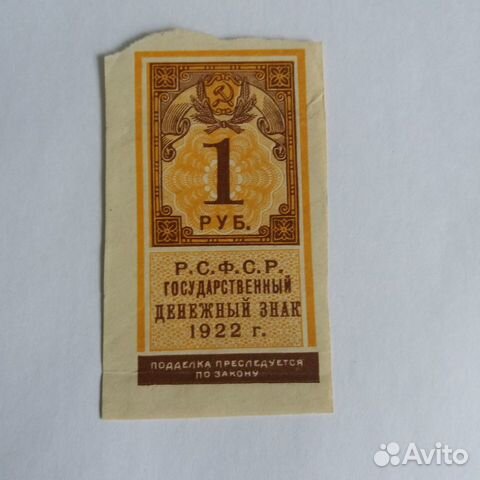 1
РУБ.
Р.С.Ф.С.Р.
ГОСУДАРСТВЕННЫЙ
ДЕНЕЖНЫЙ ЗНАК
1922 г.
ПОДДЕЛКА ПРЕСЛЕДУЕТСЯ
ПО ЗАКОНУ
Avito